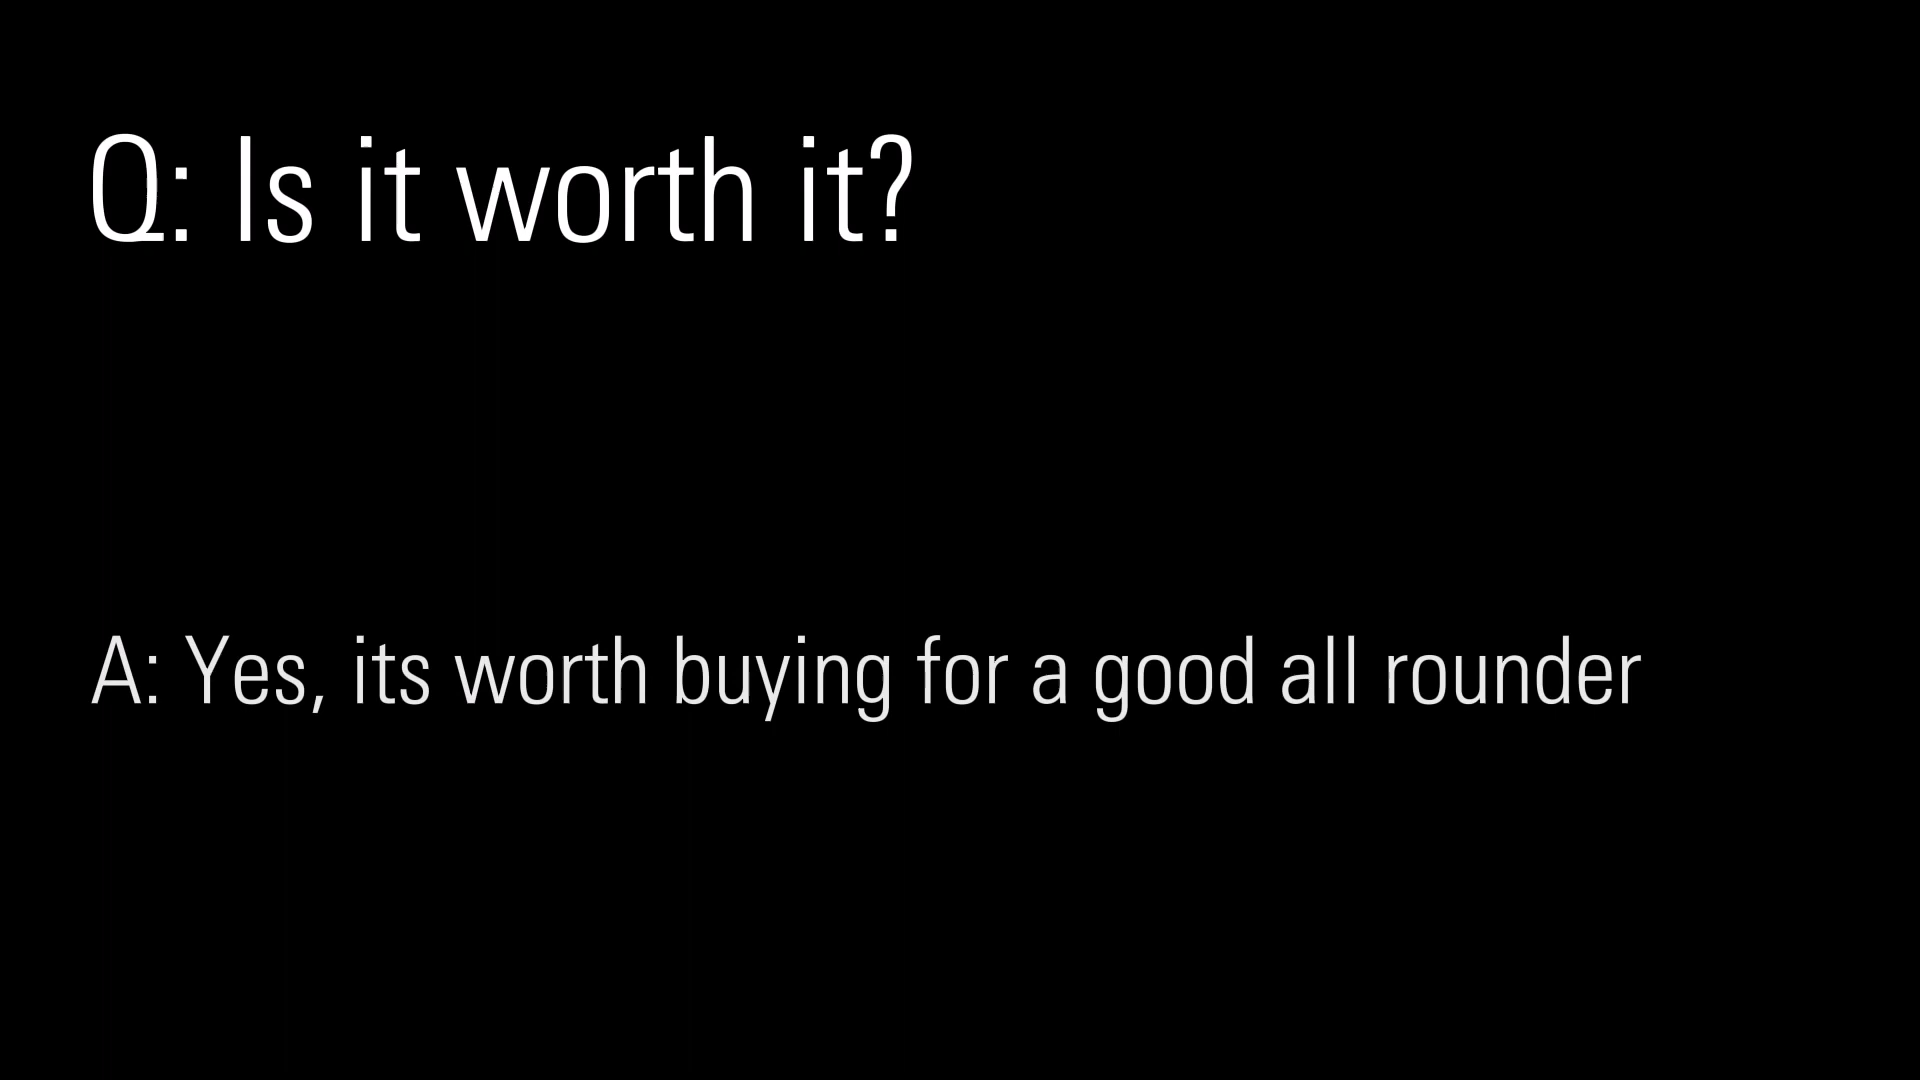 Q: Is it worth it?
A: Yes, its worth buying for a good all rounder